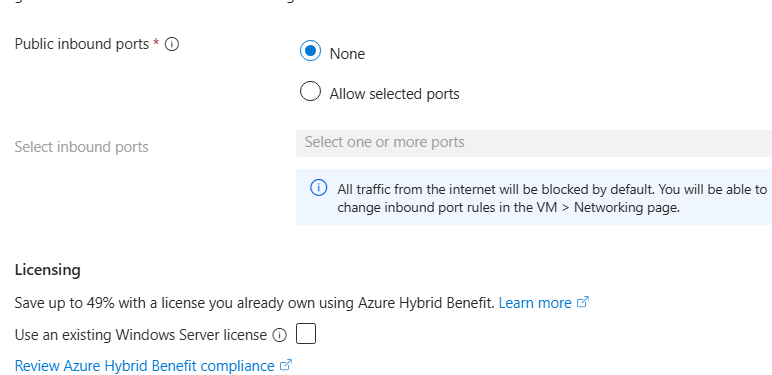 Public inbound ports *
None
Allow selected ports
Select inbound ports
Select one or more ports
All traffic from the internet will be blocked by default. You will be able to
change inbound port rules in the VM > Networking page.
Licensing
Save up to 49% with a license you already own using Azure Hybrid Benefit. Learn more
Use an existing Windows Server license
Review Azure Hybrid Benefit compliance